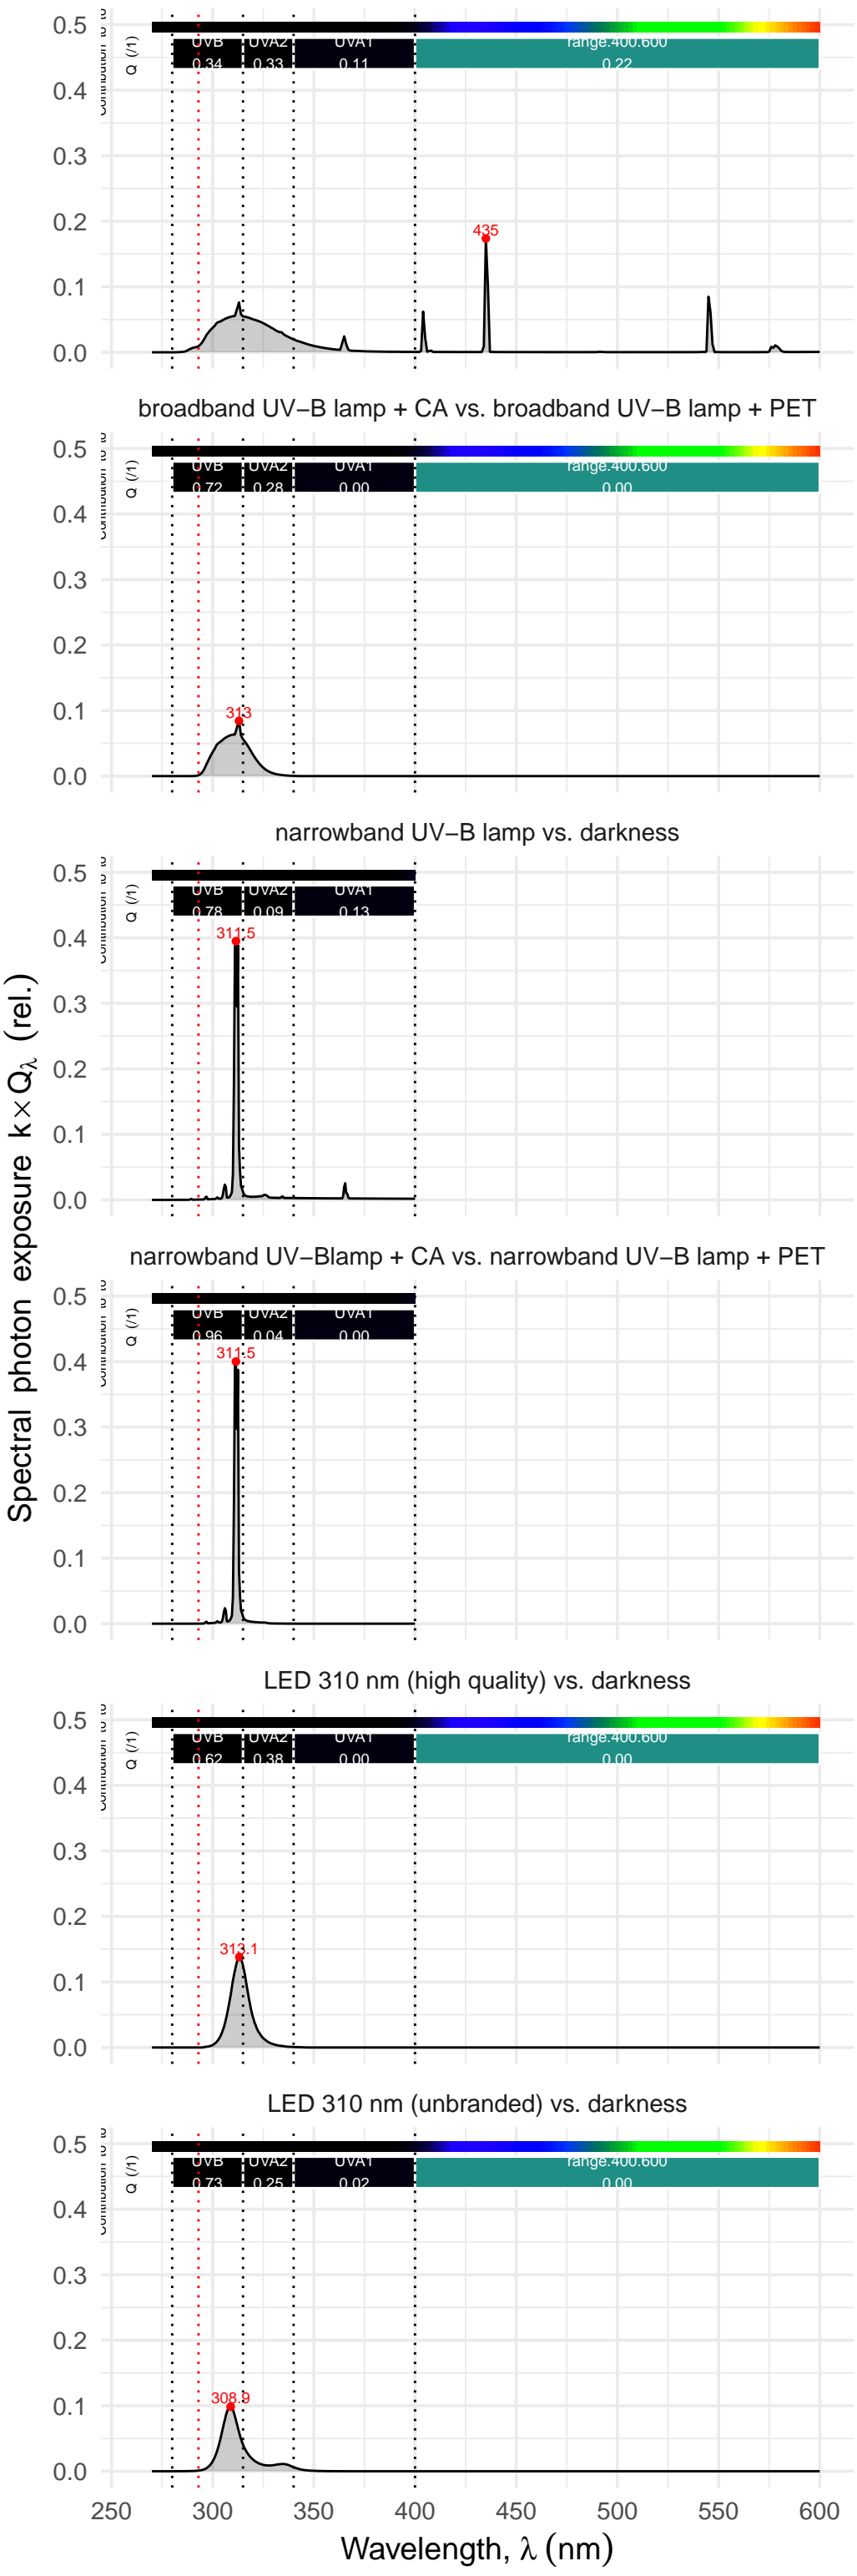 0.5
UVB UVA2 UVA1 range.400.600
0.34 0.33 0.11 0.22
Q (/1)
0.4
0.3
0.2
435
0.1
0.0
broadband UV−B lamp + CA vs. broadband UV−B lamp + PET
0.5
UVB UVA2 UVA1 range.400.600
0.72 0.28 0.00 0.00
Q (/1)
0.4
0.3
0.2
0.1
313
0.0
narrowband UV−B lamp vs. darkness
0.5
UVB UVA2 UVA1
0.78 0.09 0.13
Q (/1)
0.4
311.5
0.3
0.2
0.1
0.0
narrowband UV−Blamp + CA vs. narrowband UV−B lamp + PET
0.5
UVB UVA2 UVA1
0.96 0.04 0.00
Q (/1)
311.5
0.4
0.3
0.2
0.1
0.0
LED 310 nm (high quality) vs. darkness
0.5
UVB UVA2 UVA1 range.400.600
0.62 0.38 0.00 0.00
Q (/1)
0.4
0.3
0.2
313.1
0.1
0.0
LED 310 nm (unbranded) vs. darkness
0.5
UVB UVA2 UVA1 range.400.600
0.73 0.25 0.02 0.00
Q (/1)
0.4
0.3
0.2
308.9
0.1
0.0
250 300 350 400 450 500 550 600
Wavelength, λ (nm)
Spectral photon exposure k×Qλ (rel.)